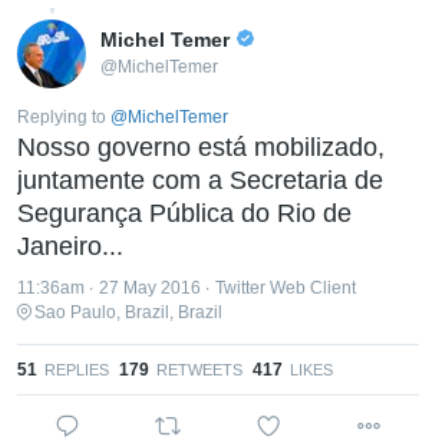 Michel Temer
@MichelTemer
Replying to @MichelTemer
Nosso governo está mobilizado,
juntamente com a Secretaria de
Segurança Pública do Rio de
Janeiro...
11:36am · 27 May 2016 · Twitter Web Client
Sao Paulo, Brazil, Brazil
51 REPLIES 179 RETWEETS 417 LIKES